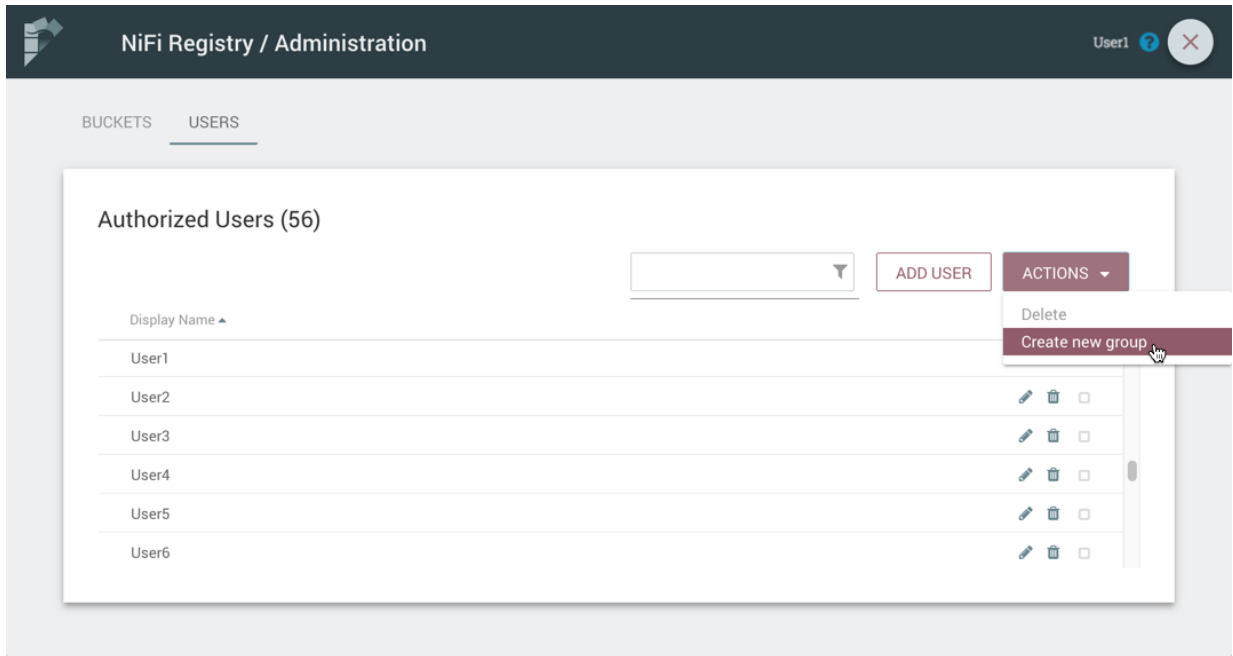 NiFi Registry / Administration
User1
BUCKETS
USERS
Authorized Users (56)
ADD USER
ACTIONS
Delete
Create new group
Display Name
User1
User2
User3
User4
User5
User6